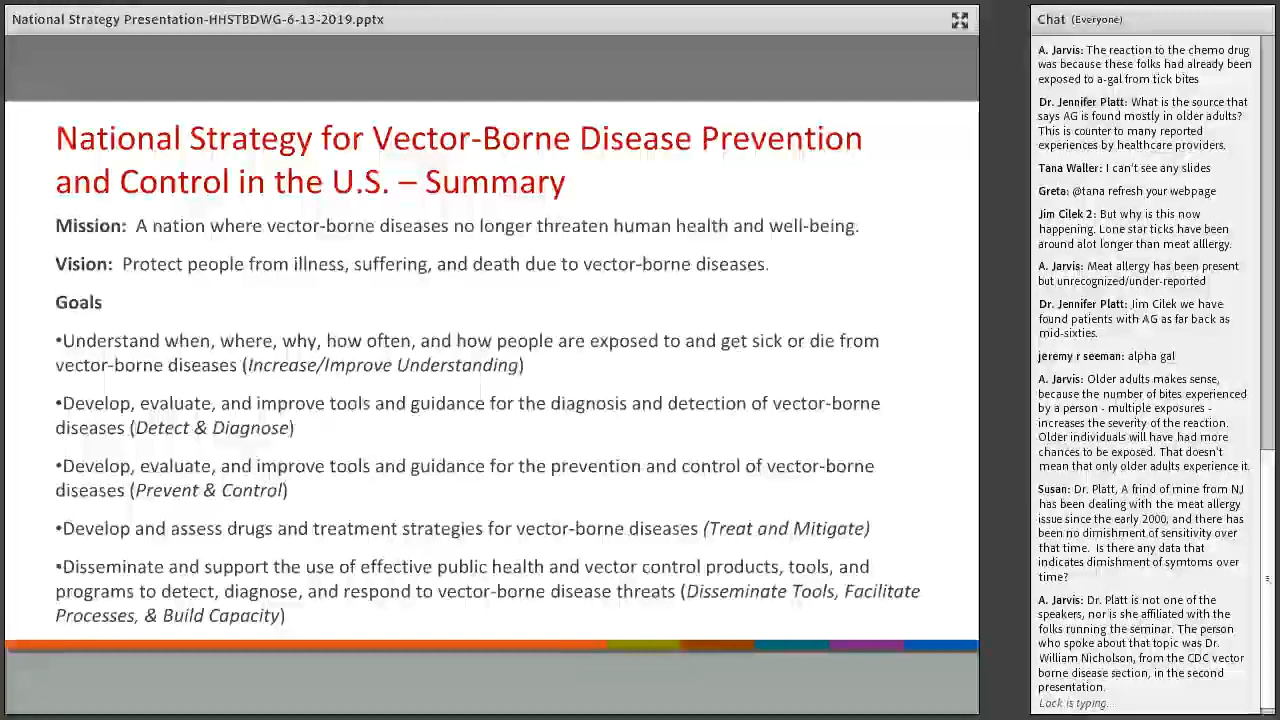 National Strategy Presentation-HHSTBDWG-6-13-2019.pptx
National Strategy for Vector-Borne Disease Prevention
and Control in the U.S. – Summary
Mission: A nation where vector-borne diseases no longer threaten human health and well-being.
Vision: Protect people from illness, suffering, and death due to vector-borne diseases.
Goals
•Understand when, where, why, how often, and how people are exposed to and get sick or die from
vector-borne diseases (Increase/Improve Understanding)
•Develop, evaluate, and improve tools and guidance for the diagnosis and detection of vector-borne
diseases (Detect & Diagnose)
•Develop, evaluate, and improve tools and guidance for the prevention and control of vector-borne
diseases (Prevent & Control)
•Develop and assess drugs and treatment strategies for vector-borne diseases (Treat and Mitigate)
•Disseminate and support the use of effective public health and vector control products, tools, and
programs to detect, diagnose, and respond to vector-borne disease threats (Disseminate Tools, Facilitate
Processes, & Build Capacity)
Chat (Everyone)
A. Jarvis: The reaction to the chemo drug
was because these folks had already been
exposed to a-gal from tick bites
Dr. Jennifer Platt: What is the source that
says AG is found mostly in older adults?
This is counter to many reported
experiences by healthcare providers.
Tana Waller: I can't see any slides
Greta: @tana refresh your webpage
Jim Cilek 2: But why is this now
happening. Lone star ticks have been
around alot longer than meat alllergy.
A. Jarvis: Meat allergy has been present
but unrecognized/under-reported
Dr. Jennifer Platt: Jim Cilek we have
found patients with AG as far back as
mid-sixties.
jeremy r seeman: alpha gal
A. Jarvis: Older adults makes sense,
because the number of bites experienced
by a person - multiple exposures -
increases the severity of the reaction.
Older individuals will have had more
chances to be exposed. That doesn't
mean that only older adults experience it.
Susan: Dr. Platt, A frind of mine from NJ
has been dealing with the meat allergy
issue since the early 2000, and there has
been no dimishment of sensitivity over
that time. Is there any data that
indicates dimishment of symtoms over
time?
A. Jarvis: Dr. Platt is not one of the
speakers, nor is she affiliated with the
folks running the seminar. The person
who spoke about that topic was Dr.
William Nicholson, from the CDC vector
borne disease section, in the second
presentation.
Lack is typing.